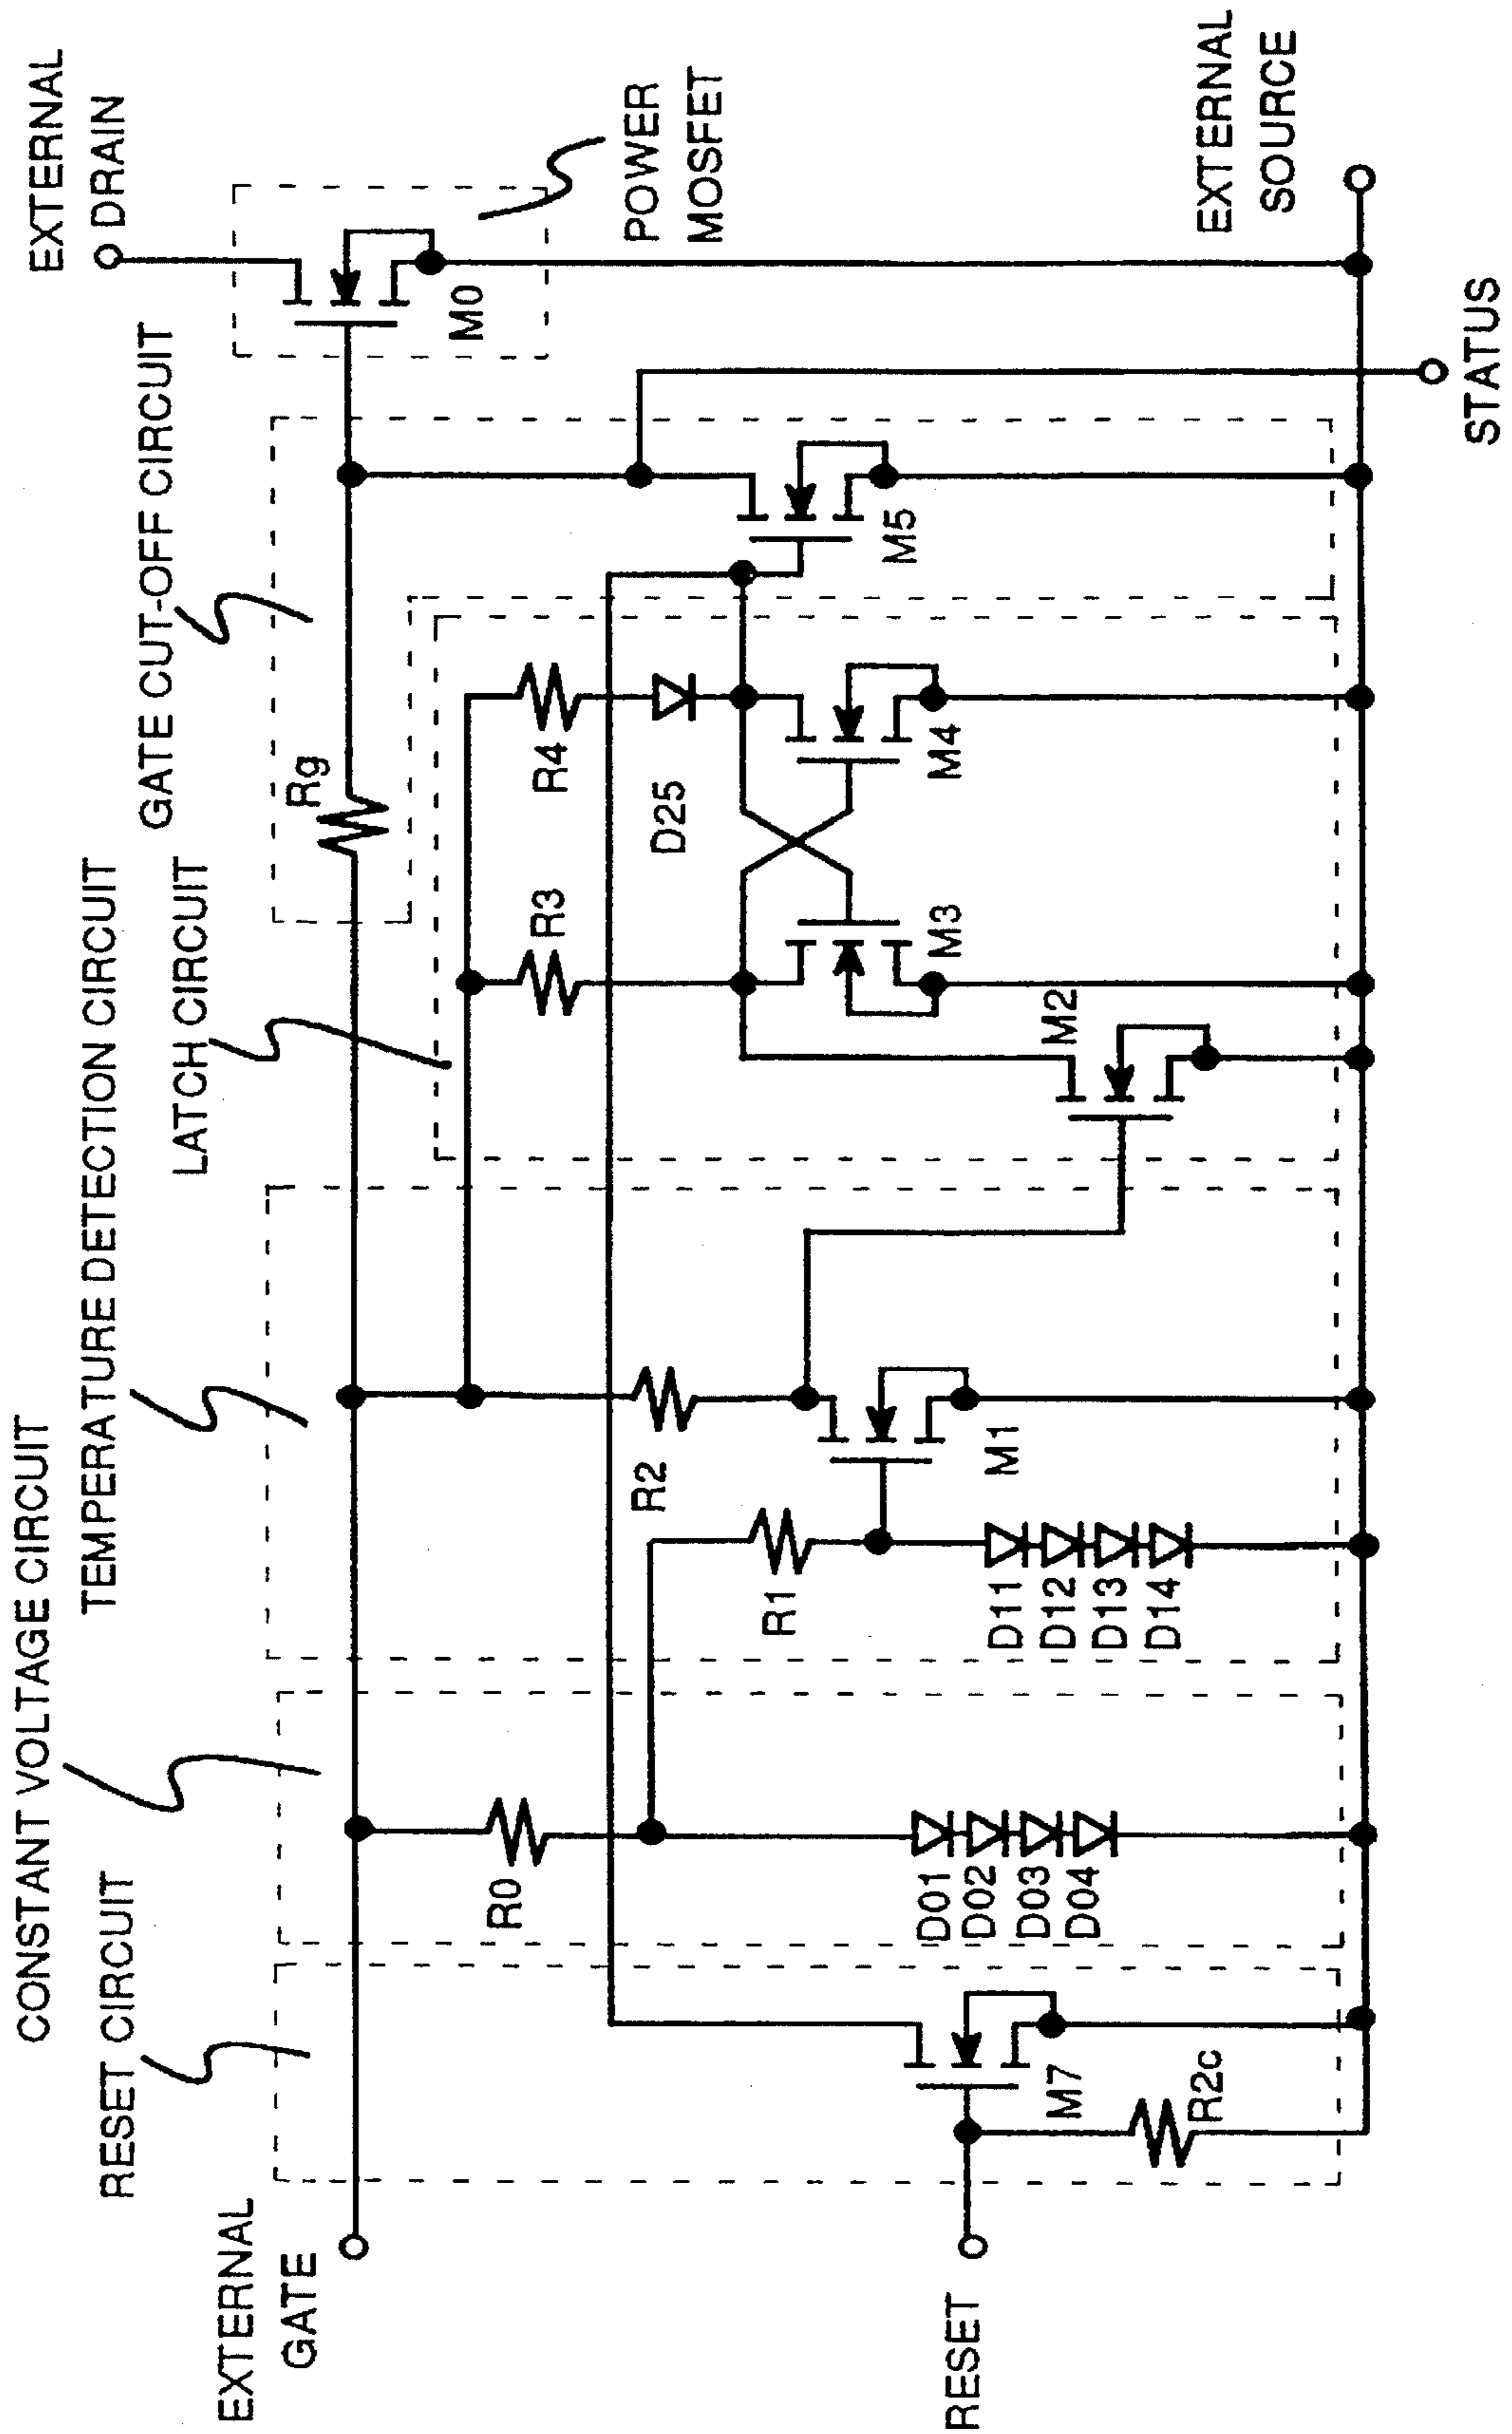 CONSTANT VOLTAGE CIRCUIT
TEMPERATURE DETECTION CIRCUIT
RESET CIRCUIT
LATCH CIRCUIT
GATE CUT-OFF CIRCUIT
EXTERNAL
DRAIN
EXTERNAL
GATE
Rg
M0
POWER
MOSFET
R0
R2
R3
R4
D25
R1
M5
D01
D02
D03
D04
D11
D12
D13
D14
M1
M3
M4
M2
M7
R2c
RESET
EXTERNAL
SOURCE
STATUS